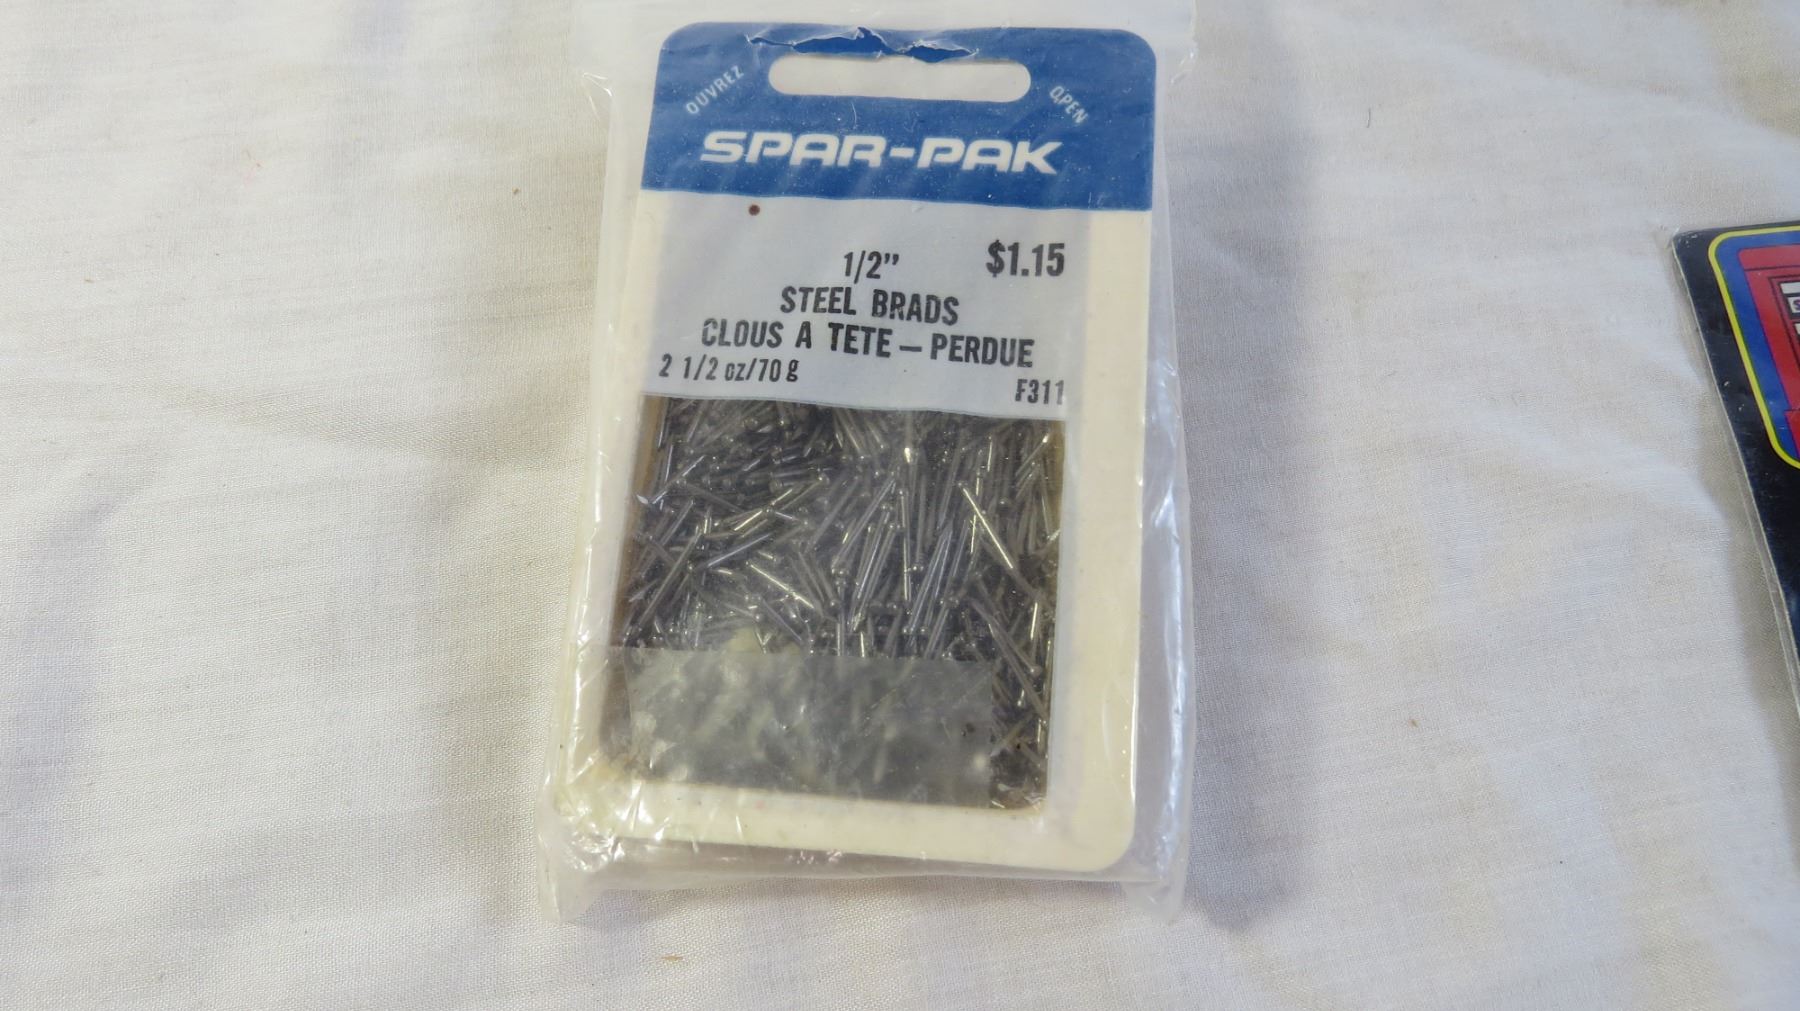 OUVREZ OPEN
SPAR-PAK
1/2” $1.15
STEEL BRADS
CLOUS A TETE — PERDUE
2 1/2 oz/70 g F311